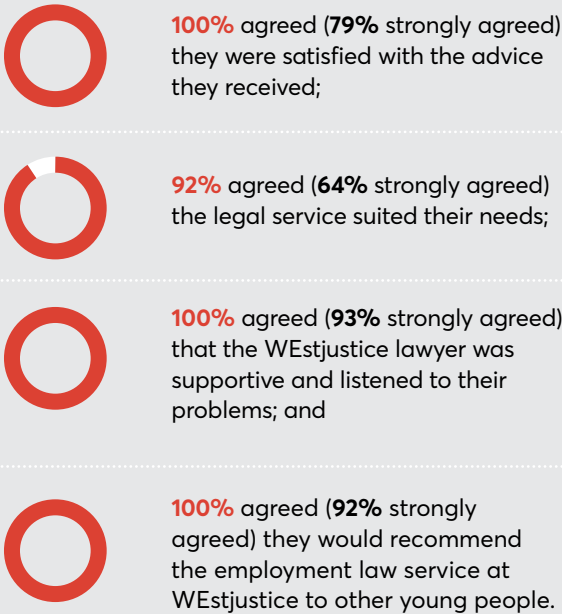 100% agreed (79% strongly agreed)
they were satisfied with the advice
they received;
92% agreed (64% strongly agreed)
the legal service suited their needs;
100% agreed (93% strongly agreed)
that the WEstjustice lawyer was
supportive and listened to their
problems; and
100% agreed (92% strongly
agreed) they would recommend
the employment law service at
WEstjustice to other young people.